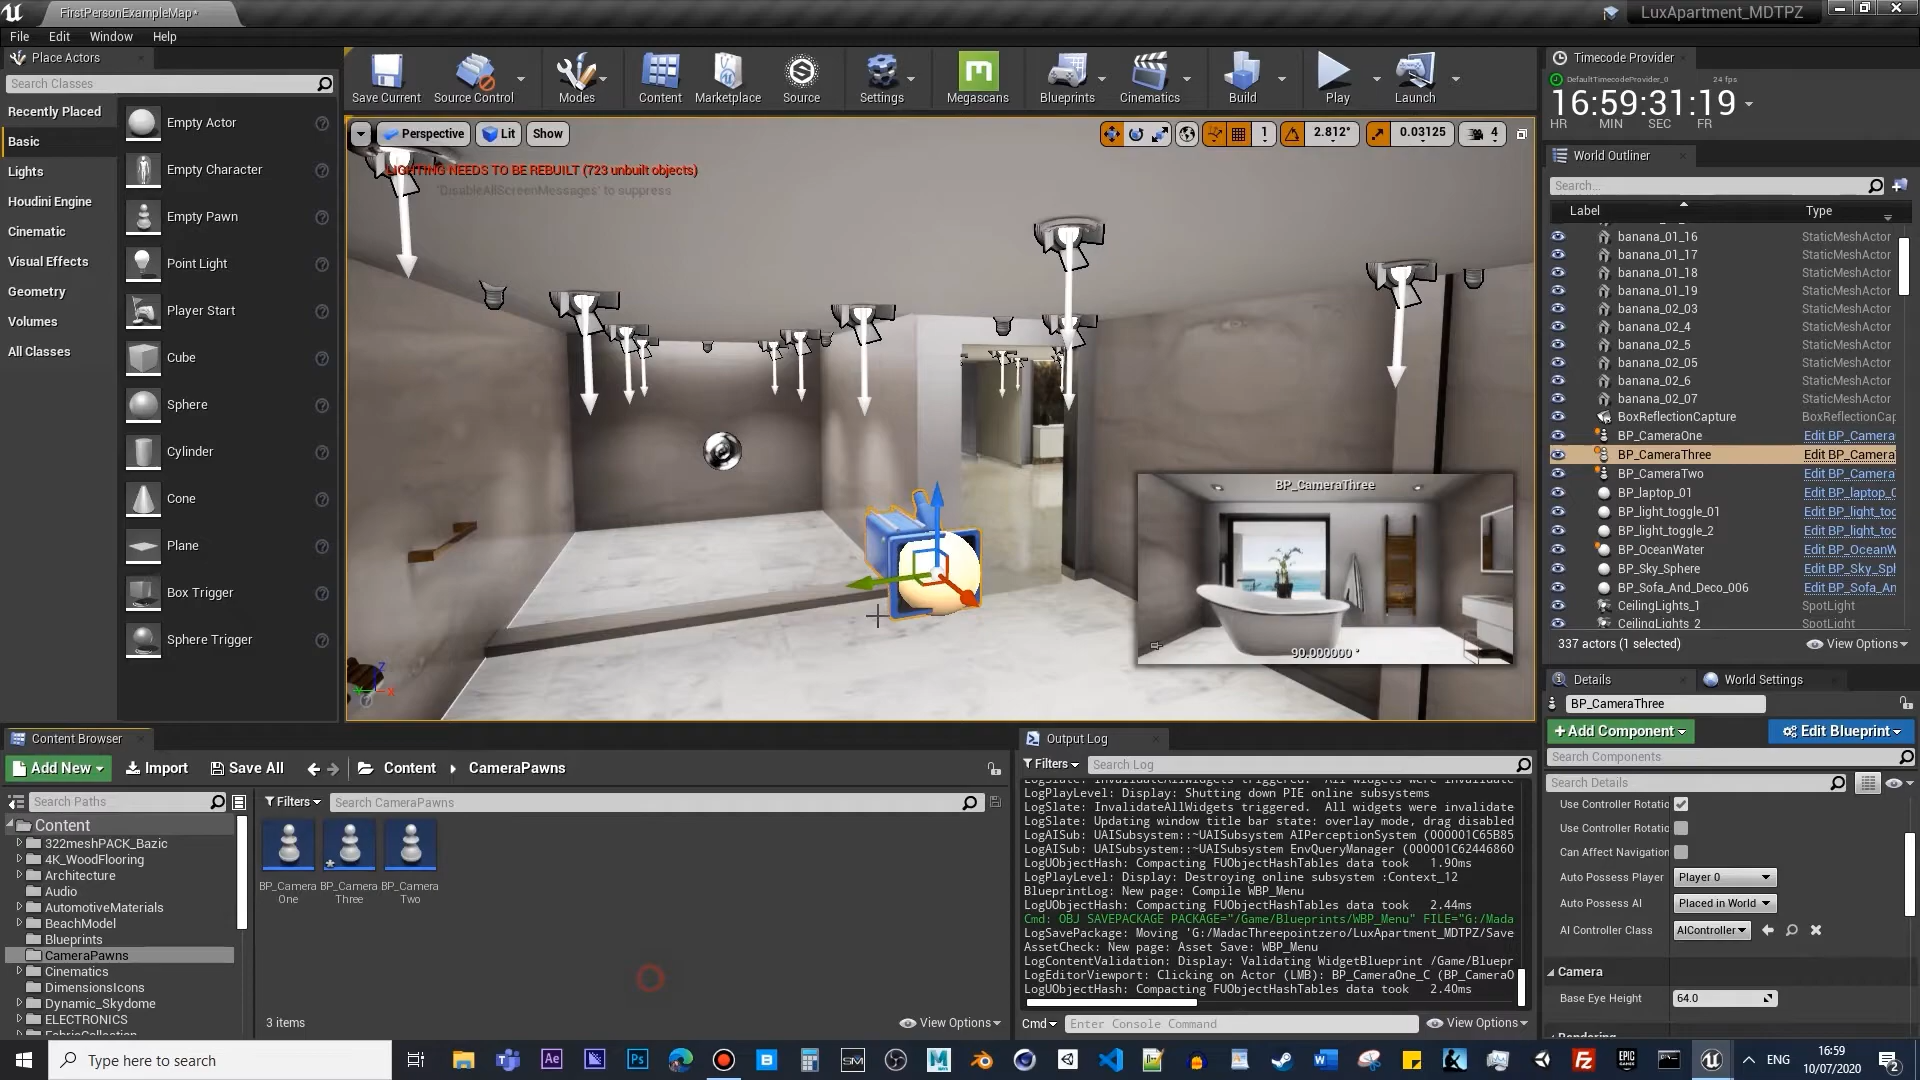 FirstPersonExampleMap*
LuxApartment_MDTPZ
File Edit Window Help
Place Actors
Search Classes
Recently Placed
Basic
Lights
Houdini Engine
Cinematic
Visual Effects
Geometry
Volumes
All Classes
Empty Actor
Empty Character
Empty Pawn
Point Light
Player Start
Cube
Sphere
Cylinder
Cone
Plane
Box Trigger
Sphere Trigger
Save Current
Source Control
Modes
Content
Marketplace
Source
Settings
Megascans
Blueprints
Cinematics
Build
Play
Launch
Perspective
Lit
Show
1
2.812°
0.03125
4
LIGHTING NEEDS TO BE REBUILT (723 unbuilt objects)
'DisableAllScreenMessages' to suppress
BP_CameraThree
90.000000 °
Timecode Provider
DefaultTimecodeProvider_0 24 fps
16:59:31:19
HR MIN SEC FR
World Outliner
Search...
Label Type
banana_01_16 StaticMeshActor
banana_01_17 StaticMeshActor
banana_01_18 StaticMeshActor
banana_01_19 StaticMeshActor
banana_02_03 StaticMeshActor
banana_02_4 StaticMeshActor
banana_02_5 StaticMeshActor
banana_02_05 StaticMeshActor
banana_02_6 StaticMeshActor
banana_02_07 StaticMeshActor
BoxReflectionCapture BoxReflectionCap
BP_CameraOne Edit BP_Camera
BP_CameraThree Edit BP_Camera
BP_CameraTwo Edit BP_Camera
BP_laptop_01 Edit BP_laptop_0
BP_light_toggle_01 Edit BP_light_tog
BP_light_toggle_2 Edit BP_light_tog
BP_OceanWater Edit BP_OceanW
BP_Sky_Sphere Edit BP_Sky_Sph
BP_Sofa_And_Deco_006 Edit BP_Sofa_An
CeilingLights_1 SpotLight
CeilingLights_2 SpotLight
337 actors (1 selected)
View Options
Details
World Settings
BP_CameraThree
+Add Component
Edit Blueprint
Search Components
Search Details
Use Controller Rotatio
Use Controller Rotatio
Can Affect Navigation
Auto Possess Player Player 0
Auto Possess AI Placed in World
AI Controller Class AIController
Camera
Base Eye Height 64.0
Rendering
Content Browser
Add New
Import
Save All
Content
CameraPawns
Search Paths
Filters
Search CameraPawns
Content
322meshPACK_Bazic
4K_WoodFlooring
Architecture
Audio
AutomotiveMaterials
BeachModel
Blueprints
CameraPawns
Cinematics
DimensionsIcons
Dynamic_Skydome
ELECTRONICS
FabricCollection
BP_Camera One
BP_Camera Three
BP_Camera Two
3 items
View Options
Output Log
Filters
Search Log
LogSlate: InvalidateAllWidgets triggered. All widgets were invalidate
LogPlayLevel: Display: Shutting down PIE online subsystems
LogSlate: InvalidateAllWidgets triggered. All widgets were invalidate
LogSlate: Updating window title bar state: overlay mode, drag disabled
LogAISub: UAISubsystem::~UAISubsystem AIPerceptionSystem (000001C65B85
LogAISub: UAISubsystem::~UAISubsystem EnvQueryManager (000001C62446860
LogUObjectHash: Compacting FUObjectHashTables data took 1.90ms
LogPlayLevel: Display: Destroying online subsystem :Context_12
BlueprintLog: New page: Compile WBP_Menu
LogUObjectHash: Compacting FUObjectHashTables data took 2.44ms
Cmd: OBJ SAVEPACKAGE PACKAGE="/Game/Blueprints/WBP_Menu" FILE="G:/Mada
LogSavePackage: Moving 'G:/MadacThreepointzero/LuxApartment_MDTPZ/Save
AssetCheck: New page: Asset Save: WBP_Menu
LogContentValidation: Display: Validating WidgetBlueprint /Game/Bluepr
LogEditorViewport: Clicking on Actor (LMB): BP_CameraOne_C (BP_CameraO
LogUObjectHash: Compacting FUObjectHashTables data took 2.40ms
Cmd
Enter Console Command
View Options
Type here to search
ENG
16:59
10/07/2020
2